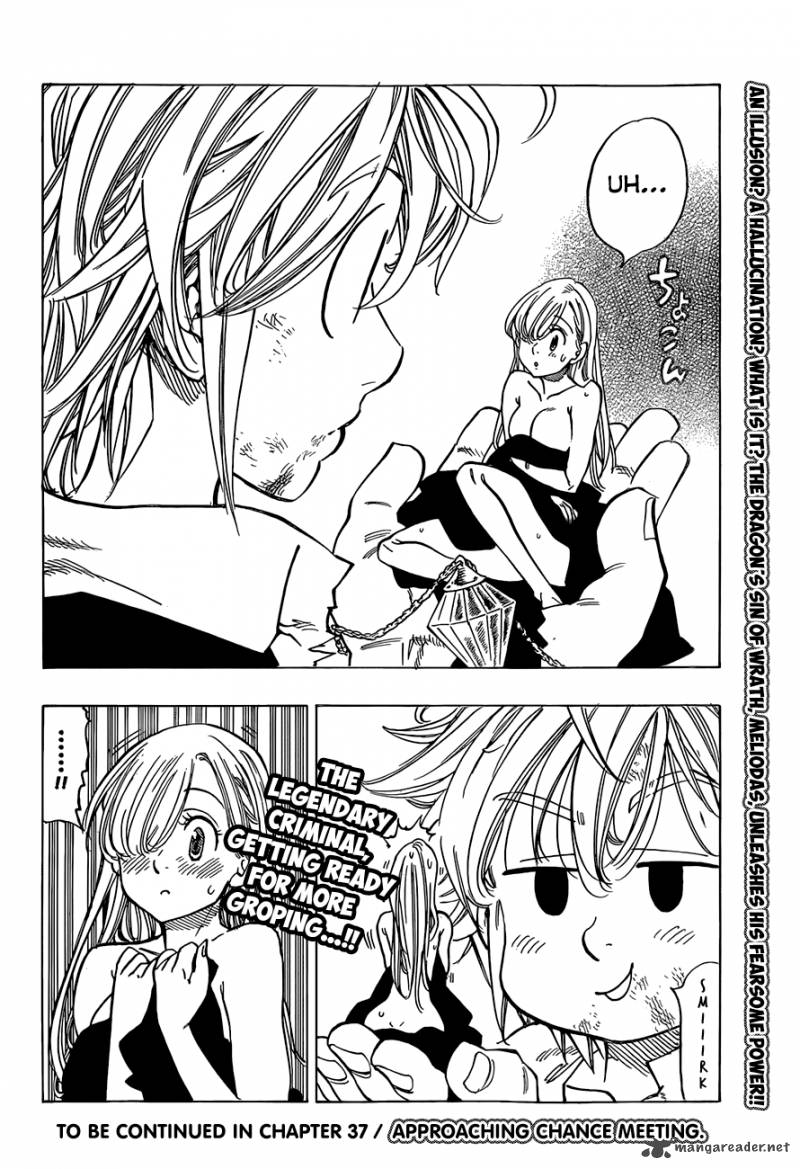 UH...
ちょこん
AN ILLUSION? A HALLUCINATION? WHAT IS IT? THE DRAGON'S SIN OF WRATH, MELIODAS, UNLEASHES HIS FEARSOME POWER!!
......!!
THE
LEGENDARY
CRIMINAL,
GETTING READY
FOR MORE
GROPING...!!
SMIIIRK
TO BE CONTINUED IN CHAPTER 37 / APPROACHING CHANCE MEETING.
mangareader.net